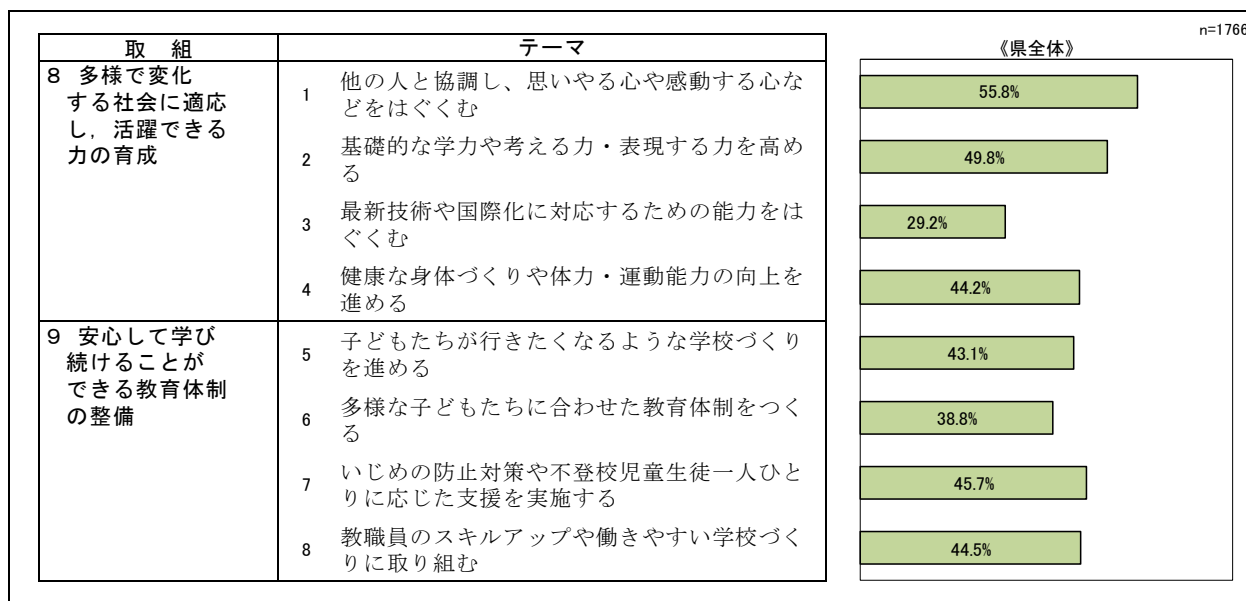 n=1766
取 組
テーマ
《県全体》
8 多様で変化
する社会に適応
し，活躍できる
力の育成
1 他の人と協調し、思いやる心や感動する心な
どをはぐくむ
55.8%
2 基礎的な学力や考える力・表現する力を高め
る
49.8%
3 最新技術や国際化に対応するための能力をは
ぐくむ
29.2%
4 健康な身体づくりや体力・運動能力の向上を
進める
44.2%
9 安心して学び
続けることが
できる教育体制
の整備
5 子どもたちが行きたくなるような学校づくり
を進める
43.1%
6 多様な子どもたちに合わせた教育体制をつく
る
38.8%
7 いじめの防止対策や不登校児童生徒一人ひと
りに応じた支援を実施する
45.7%
8 教職員のスキルアップや働きやすい学校づく
りに取り組む
44.5%